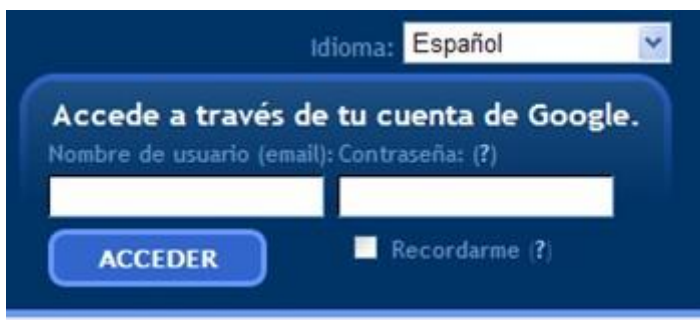 Idioma: Español
Accede a través de tu cuenta de Google.
Nombre de usuario (email): Contraseña: (?)
ACCEDER Recordarme (?)